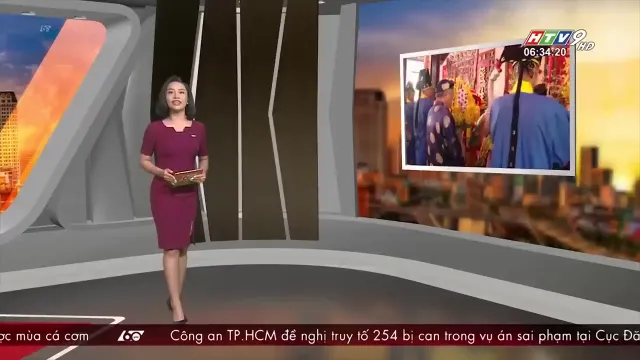 HTV9 HD
06:34:20
ợc mùa cá cơm 60 Công an TP.HCM đề nghị truy tố 254 bị can trong vụ án sai phạm tại Cục Đă